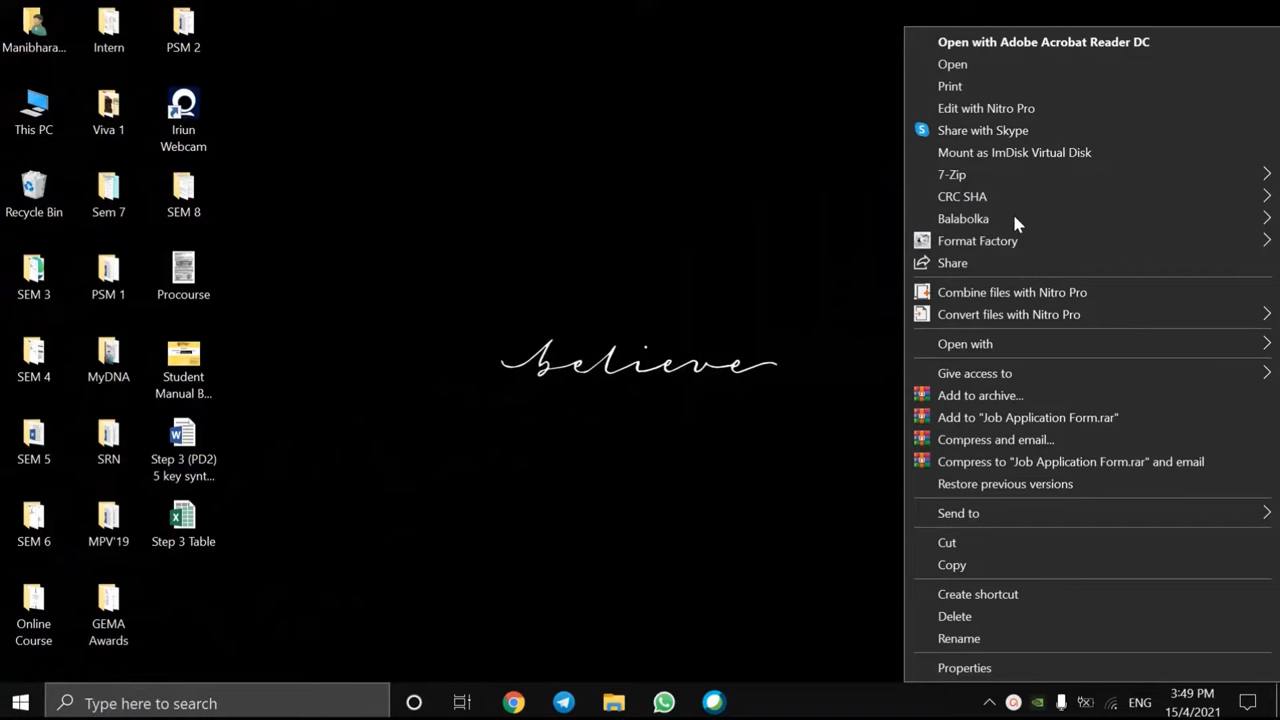 Manibhara...
Intern
PSM 2
This PC
Viva 1
Iriun
Webcam
Recycle Bin
Sem 7
SEM 8
SEM 3
PSM 1
Procourse
SEM 4
MyDNA
Student
Manual B...
SEM 5
SRN
Step 3 (PD2)
5 key synt...
SEM 6
MPV'19
Step 3 Table
Online
Course
GEMA
Awards
believe
Open with Adobe Acrobat Reader DC
Open
Print
Edit with Nitro Pro
Share with Skype
Mount as ImDisk Virtual Disk
7-Zip
CRC SHA
Balabolka
Format Factory
Share
Combine files with Nitro Pro
Convert files with Nitro Pro
Open with
Give access to
Add to archive...
Add to "Job Application Form.rar"
Compress and email...
Compress to "Job Application Form.rar" and email
Restore previous versions
Send to
Cut
Copy
Create shortcut
Delete
Rename
Properties
Type here to search
ENG
3:49 PM
15/4/2021